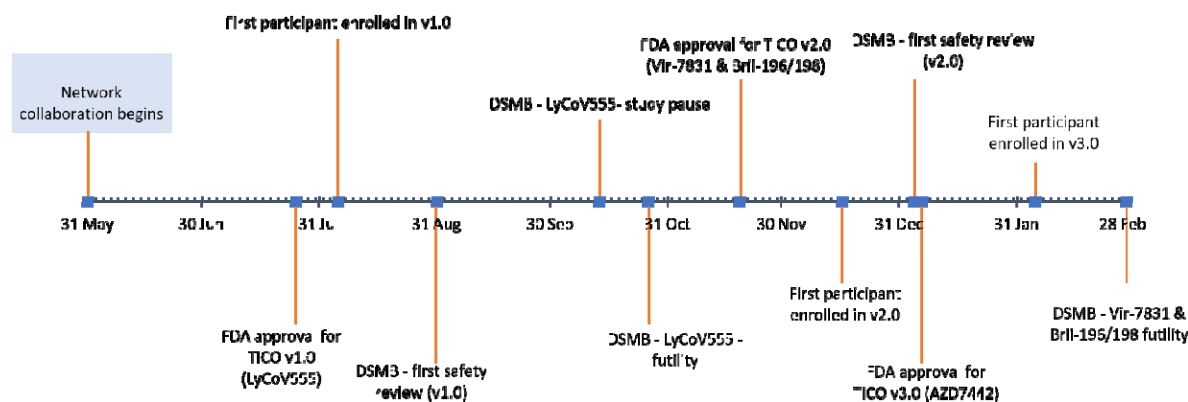 First participant enrolled in v1.0
Network
collaboration begins
DSMB - LyCoV555- study pause
FDA approval for TICO v2.0
(Vir-7831 & Brii-196/198)
DSMB - first safety review
(v2.0)
First participant
enrolled in v3.0
31 May
30 Jun
31 Jul
31 Aug
30 Sep
31 Oct
30 Nov
31 Dec
31 Jan
28 Feb
FDA approval for
TICO v1.0
(LyCoV555)
DSMB - first safety
review (v1.0)
DSMB - LyCoV555 -
futility
First participant
enrolled in v2.0
FDA approval for
TICO v3.0 (AZD7442)
DSMB - Vir-7831 &
Brii-196/198 futility